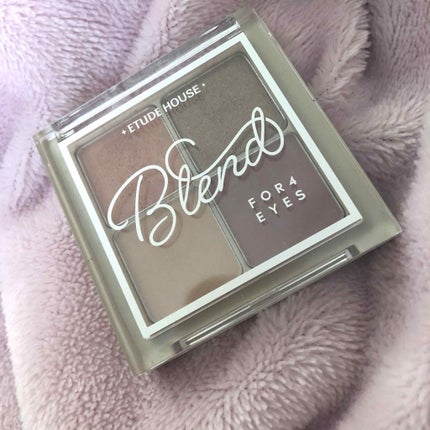 • ETUDE HOUSE •
Blend
FOR 4
EYES